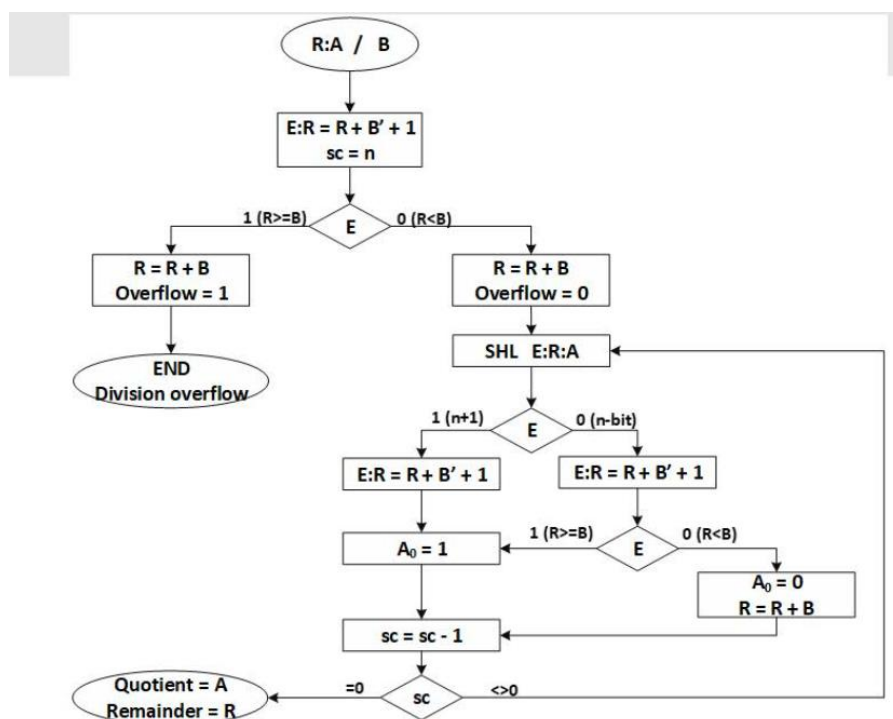 R:A / B
E:R = R + B' + 1
sc = n
1 (R>=B)
E
0 (R<B)
R = R + B
Overflow = 1
R = R + B
Overflow = 0
SHL E:R:A
END
Division overflow
1 (n+1)
E
0 (n-bit)
E:R = R + B' + 1
E:R = R + B' + 1
A₀ = 1
1 (R>=B)
E
0 (R<B)
A₀ = 0
R = R + B
sc = sc - 1
Quotient = A
Remainder = R
=0
sc
<>0